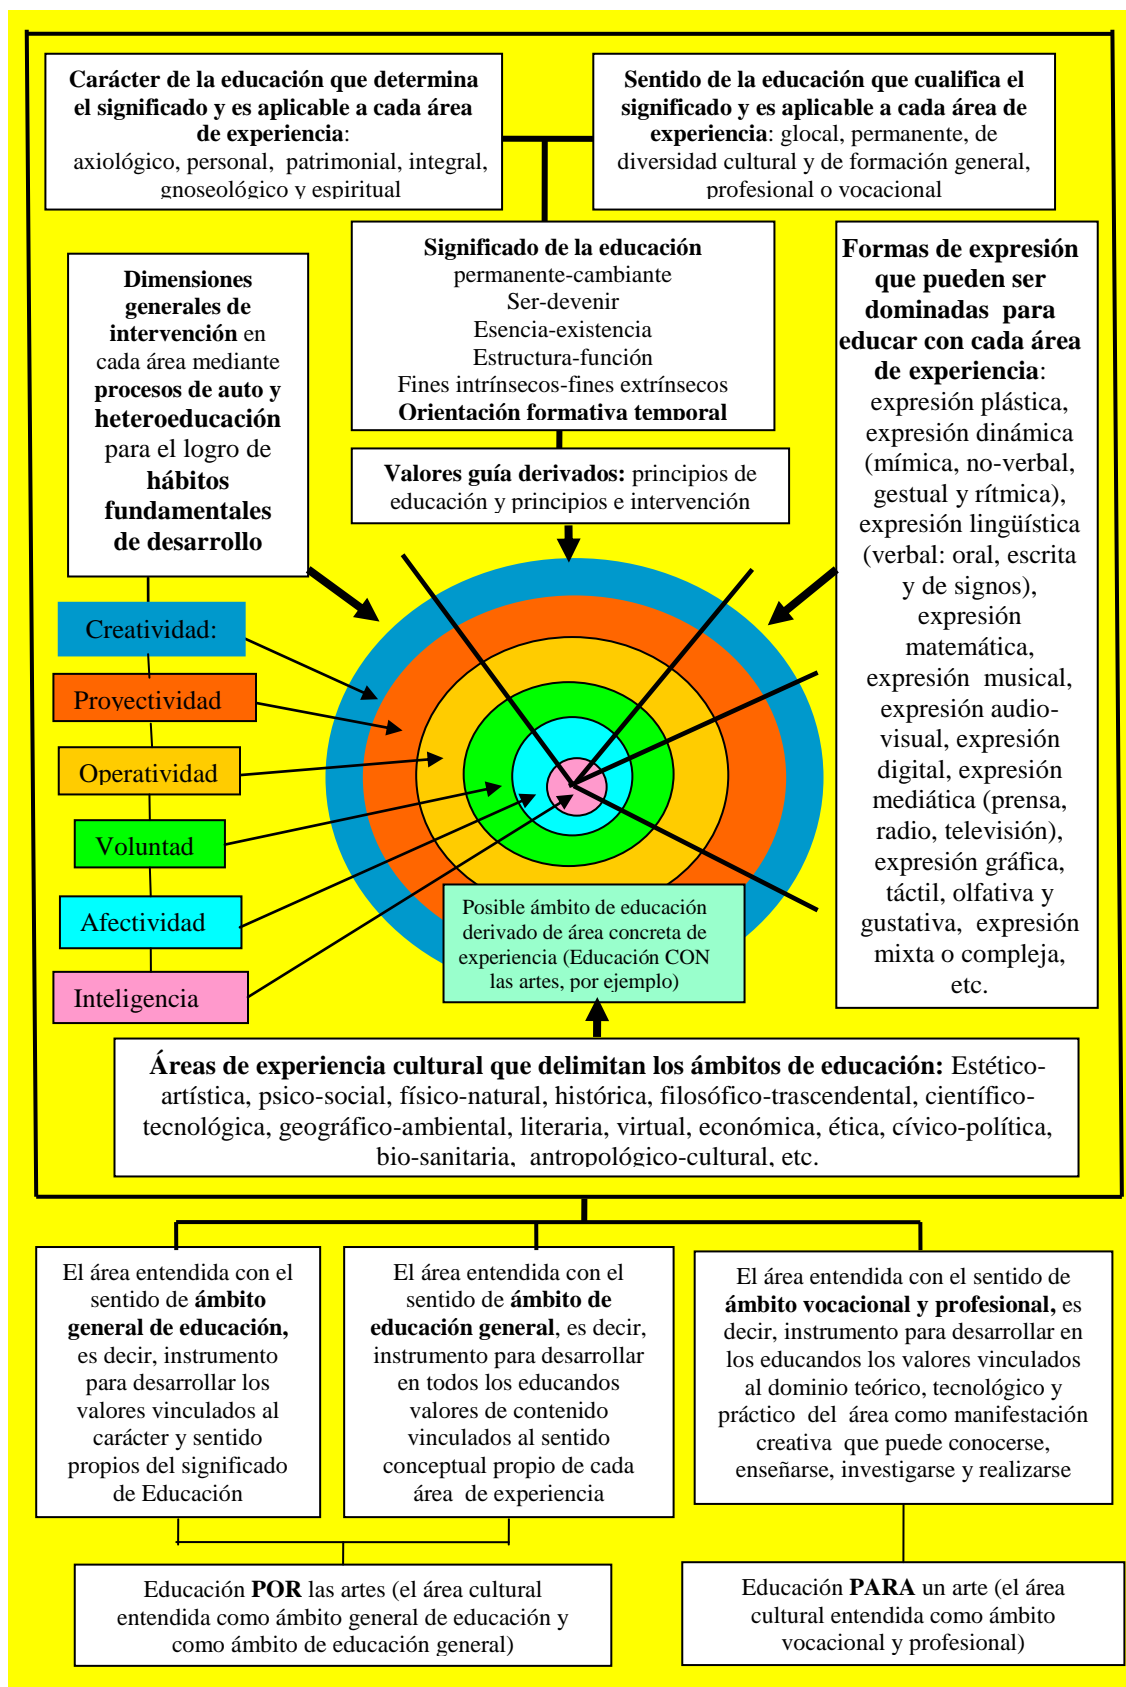 Carácter de la educación que determina
el significado y es aplicable a cada área
de experiencia:
axiológico, personal, patrimonial, integral,
gnoseológico y espiritual
Sentido de la educación que cualifica el
significado y es aplicable a cada área de
experiencia: glocal, permanente, de
diversidad cultural y de formación general,
profesional o vocacional
Significado de la educación
permanente-cambiante
Ser-devenir
Esencia-existencia
Estructura-función
Fines intrínsecos-fines extrínsecos
Orientación formativa temporal
Dimensiones
generales de
intervención en
cada área mediante
procesos de auto y
heteroeducación
para el logro de
hábitos
fundamentales
de desarrollo
Formas de expresión
que pueden ser
dominadas para
educar con cada área
de experiencia:
expresión plástica,
expresión dinámica
(mímica, no-verbal,
gestual y rítmica),
expresión lingüística
(verbal: oral, escrita
y de signos),
expresión
matemática,
expresión musical,
expresión audio-
visual, expresión
digital, expresión
mediática (prensa,
radio, televisión),
expresión gráfica,
táctil, olfativa y
gustativa, expresión
mixta o compleja,
etc.
Valores guía derivados: principios de
educación y principios e intervención
Creatividad:
Proyectividad
Operatividad
Voluntad
Afectividad
Inteligencia
Posible ámbito de educación
derivado de área concreta de
experiencia (Educación CON
las artes, por ejemplo)
Áreas de experiencia cultural que delimitan los ámbitos de educación: Estético-
artística, psico-social, físico-natural, histórica, filosófico-trascendental, científico-
tecnológica, geográfico-ambiental, literaria, virtual, económica, ética, cívico-política,
bio-sanitaria, antropológico-cultural, etc.
El área entendida con el
sentido de ámbito
general de educación,
es decir, instrumento
para desarrollar los
valores vinculados al
carácter y sentido
propios del significado
de Educación
El área entendida con el
sentido de ámbito de
educación general, es decir,
instrumento para desarrollar
en todos los educandos
valores de contenido
vinculados al sentido
conceptual propio de cada
área de experiencia
El área entendida con el sentido de
ámbito vocacional y profesional, es
decir, instrumento para desarrollar en
los educandos los valores vinculados
al dominio teórico, tecnológico y
práctico del área como manifestación
creativa que puede conocerse,
enseñarse, investigarse y realizarse
Educación POR las artes (el área cultural
entendida como ámbito general de educación y
como ámbito de educación general)
Educación PARA un arte (el área
cultural entendida como ámbito
vocacional y profesional)